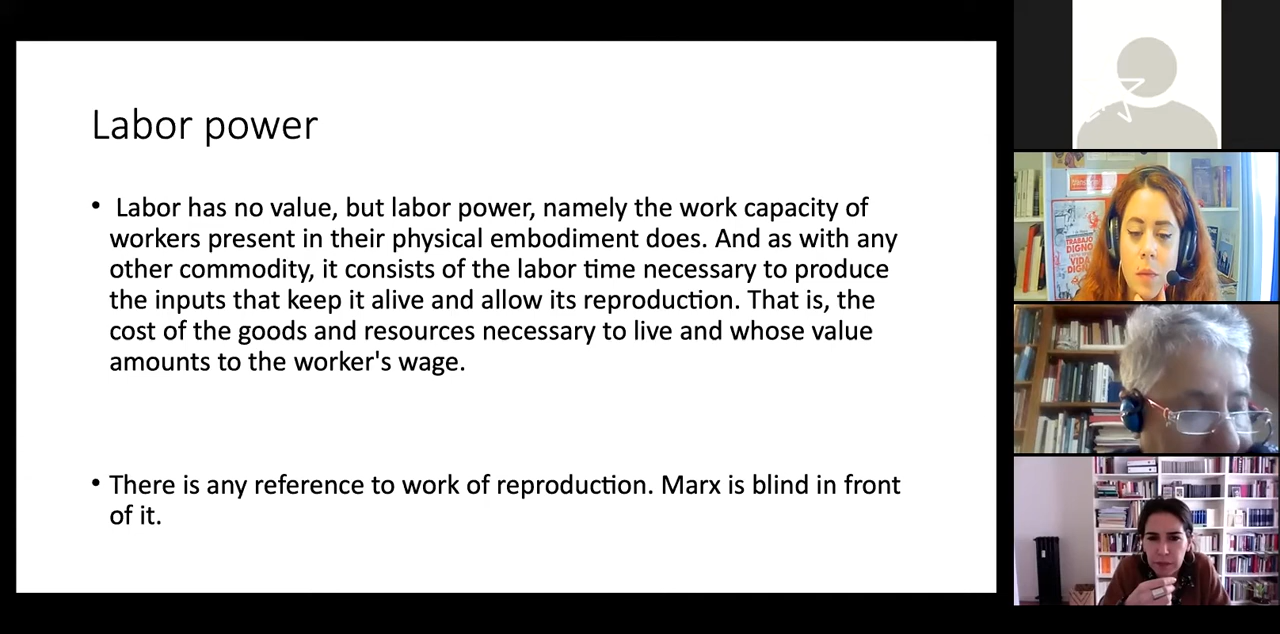 Labor power
• Labor has no value, but labor power, namely the work capacity of
workers present in their physical embodiment does. And as with any
other commodity, it consists of the labor time necessary to produce
the inputs that keep it alive and allow its reproduction. That is, the
cost of the goods and resources necessary to live and whose value
amounts to the worker's wage.
• There is any reference to work of reproduction. Marx is blind in front
of it.
TRABAJO
DIGNO
VIDA
DIGNA